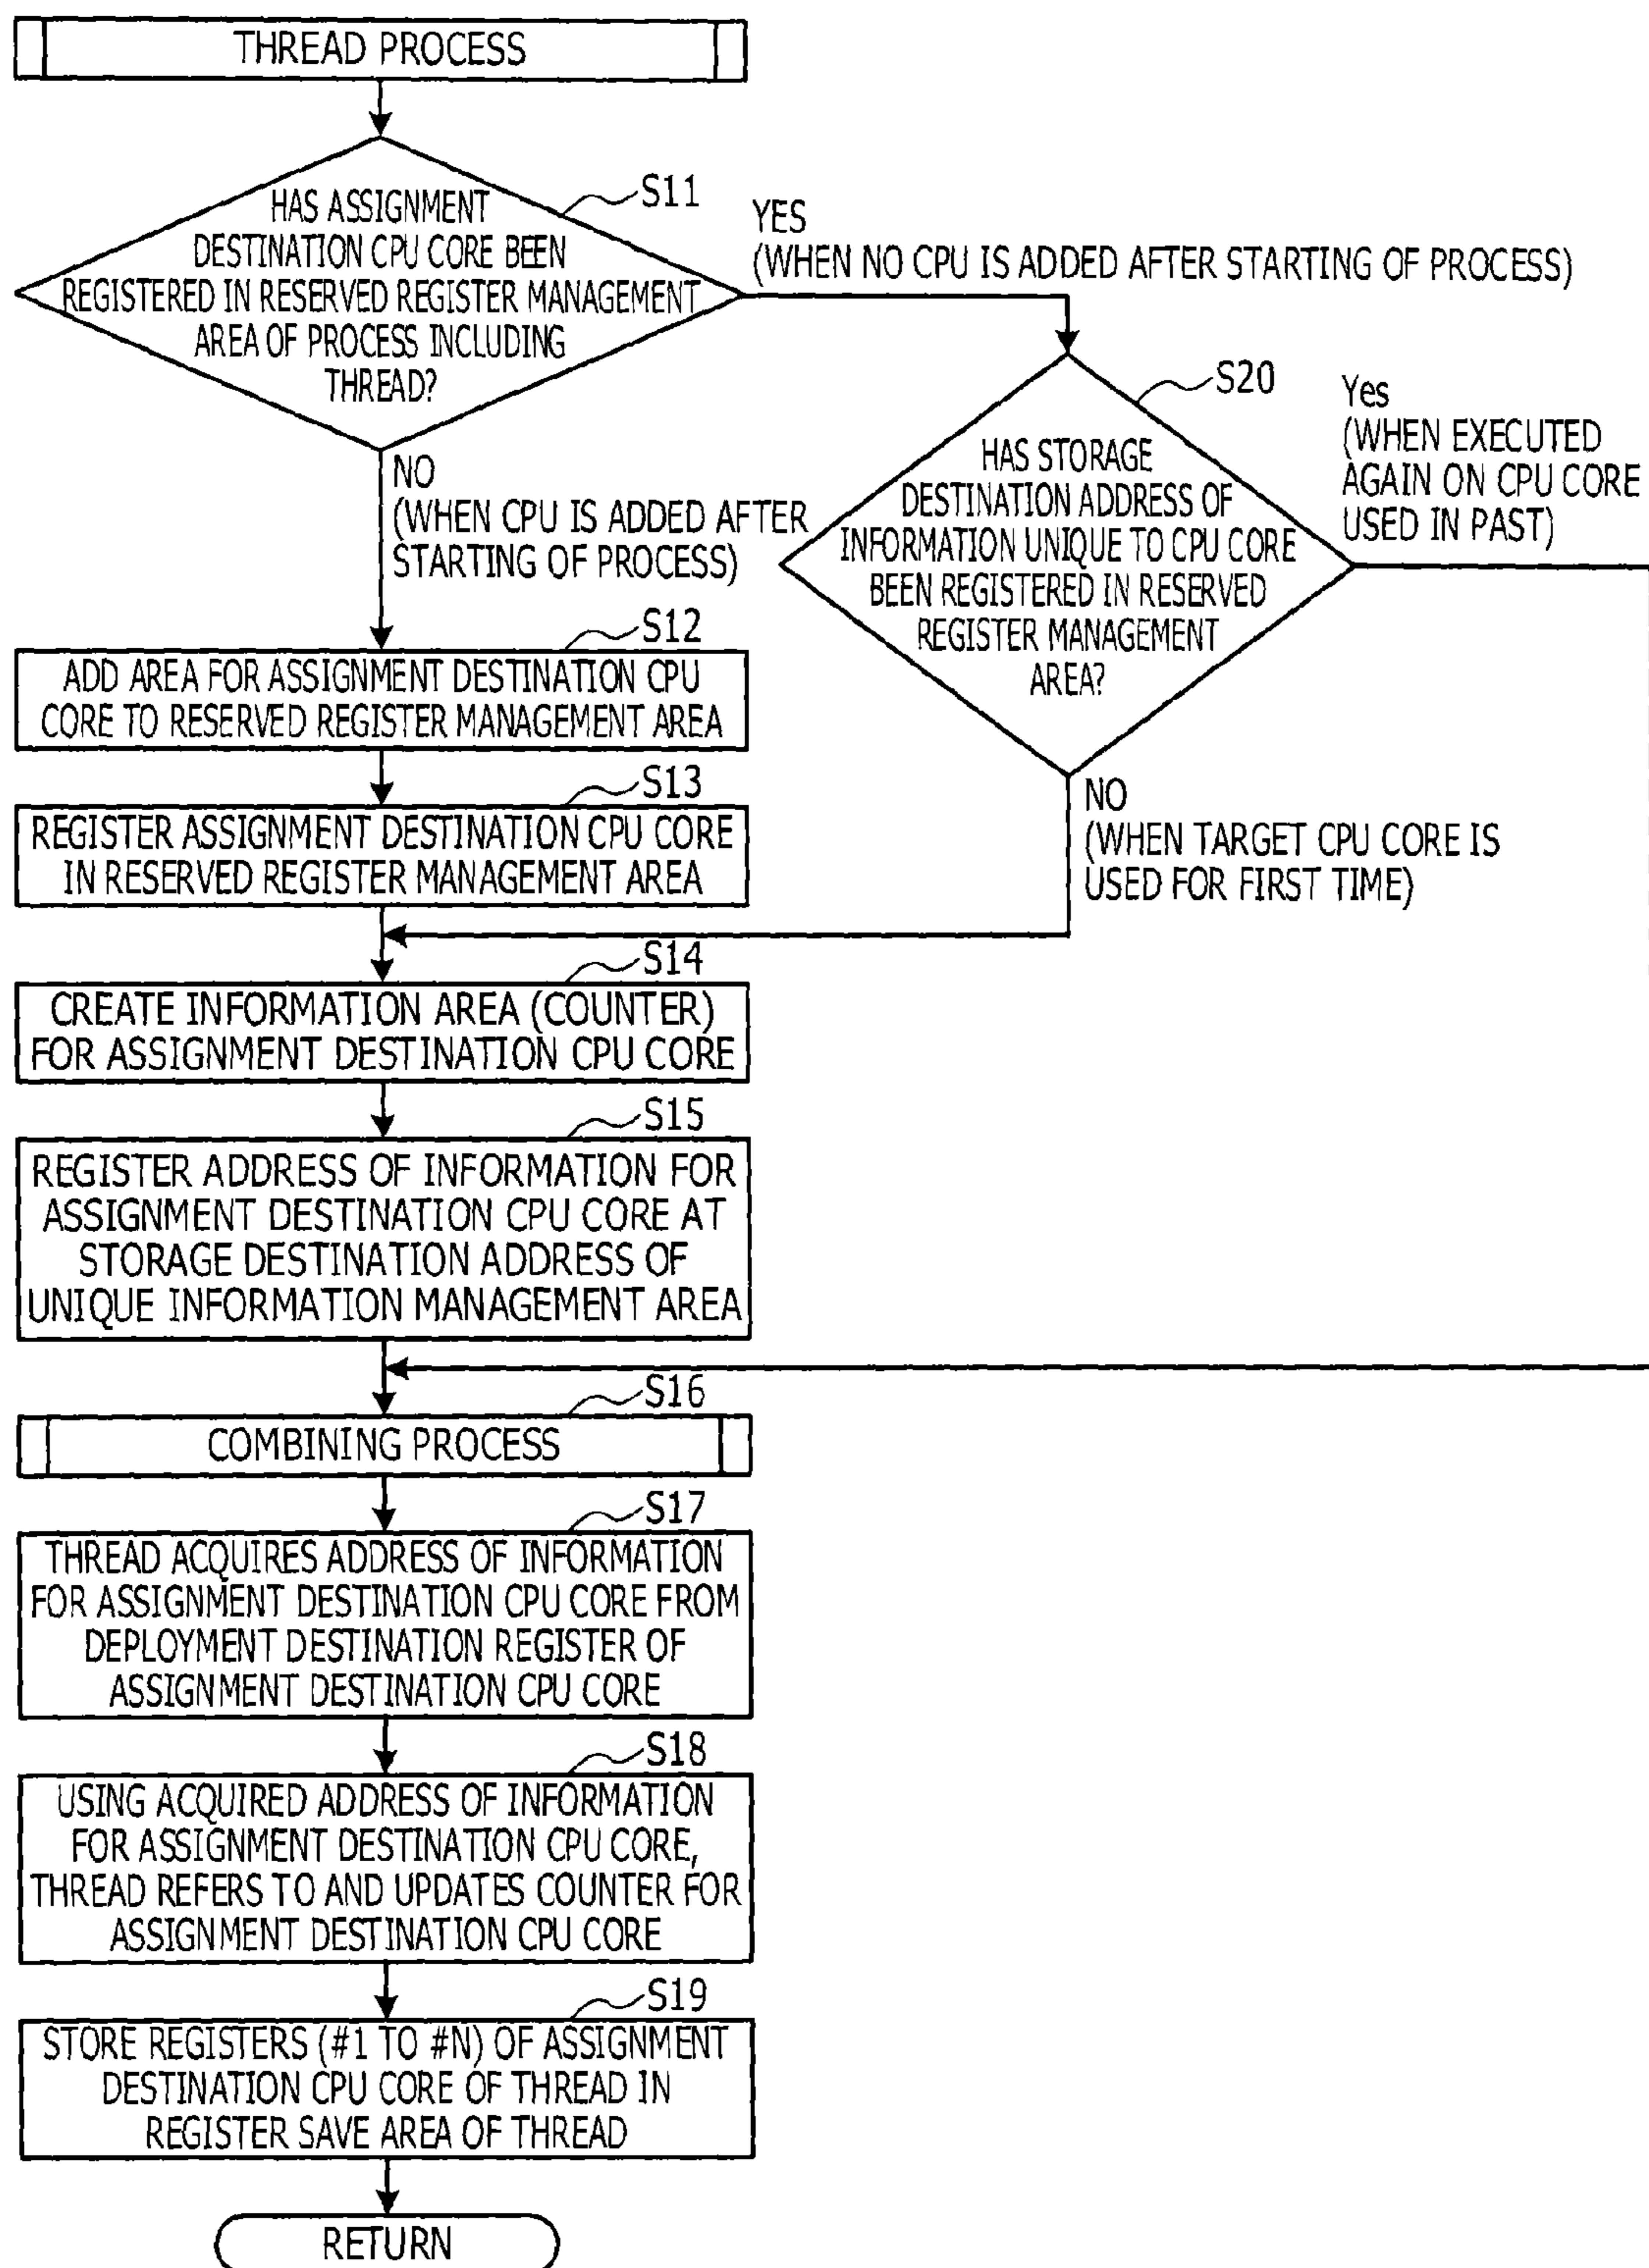 THREAD PROCESS
S11
HAS ASSIGNMENT
DESTINATION CPU CORE BEEN
REGISTERED IN RESERVED REGISTER MANAGEMENT
AREA OF PROCESS INCLUDING
THREAD?
YES
(WHEN NO CPU IS ADDED AFTER STARTING OF PROCESS)
NO
(WHEN CPU IS ADDED AFTER
STARTING OF PROCESS)
S20
HAS STORAGE
DESTINATION ADDRESS OF
INFORMATION UNIQUE TO CPU CORE
BEEN REGISTERED IN RESERVED
REGISTER MANAGEMENT
AREA?
Yes
(WHEN EXECUTED
AGAIN ON CPU CORE
USED IN PAST)
NO
(WHEN TARGET CPU CORE IS
USED FOR FIRST TIME)
S12
ADD AREA FOR ASSIGNMENT DESTINATION CPU
CORE TO RESERVED REGISTER MANAGEMENT AREA
S13
REGISTER ASSIGNMENT DESTINATION CPU CORE
IN RESERVED REGISTER MANAGEMENT AREA
S14
CREATE INFORMATION AREA (COUNTER)
FOR ASSIGNMENT DESTINATION CPU CORE
S15
REGISTER ADDRESS OF INFORMATION FOR
ASSIGNMENT DESTINATION CPU CORE AT
STORAGE DESTINATION ADDRESS OF
UNIQUE INFORMATION MANAGEMENT AREA
S16
COMBINING PROCESS
S17
THREAD ACQUIRES ADDRESS OF INFORMATION
FOR ASSIGNMENT DESTINATION CPU CORE FROM
DEPLOYMENT DESTINATION REGISTER OF
ASSIGNMENT DESTINATION CPU CORE
S18
USING ACQUIRED ADDRESS OF INFORMATION
FOR ASSIGNMENT DESTINATION CPU CORE,
THREAD REFERS TO AND UPDATES COUNTER FOR
ASSIGNMENT DESTINATION CPU CORE
S19
STORE REGISTERS (#1 TO #N) OF ASSIGNMENT
DESTINATION CPU CORE OF THREAD IN
REGISTER SAVE AREA OF THREAD
RETURN